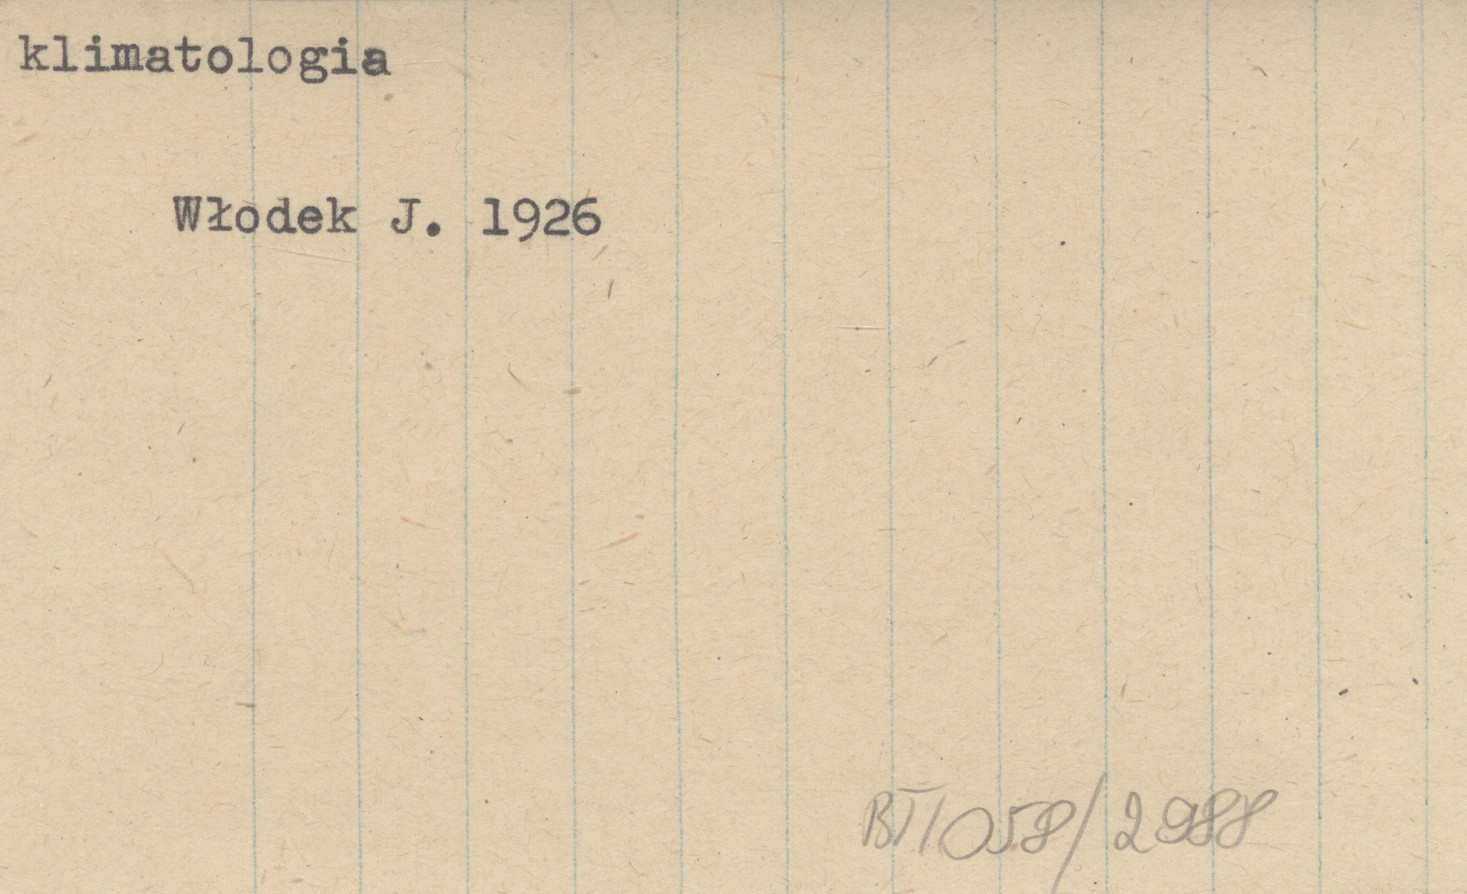 klimatologia
Włodek J. 1926
BT/058/2988